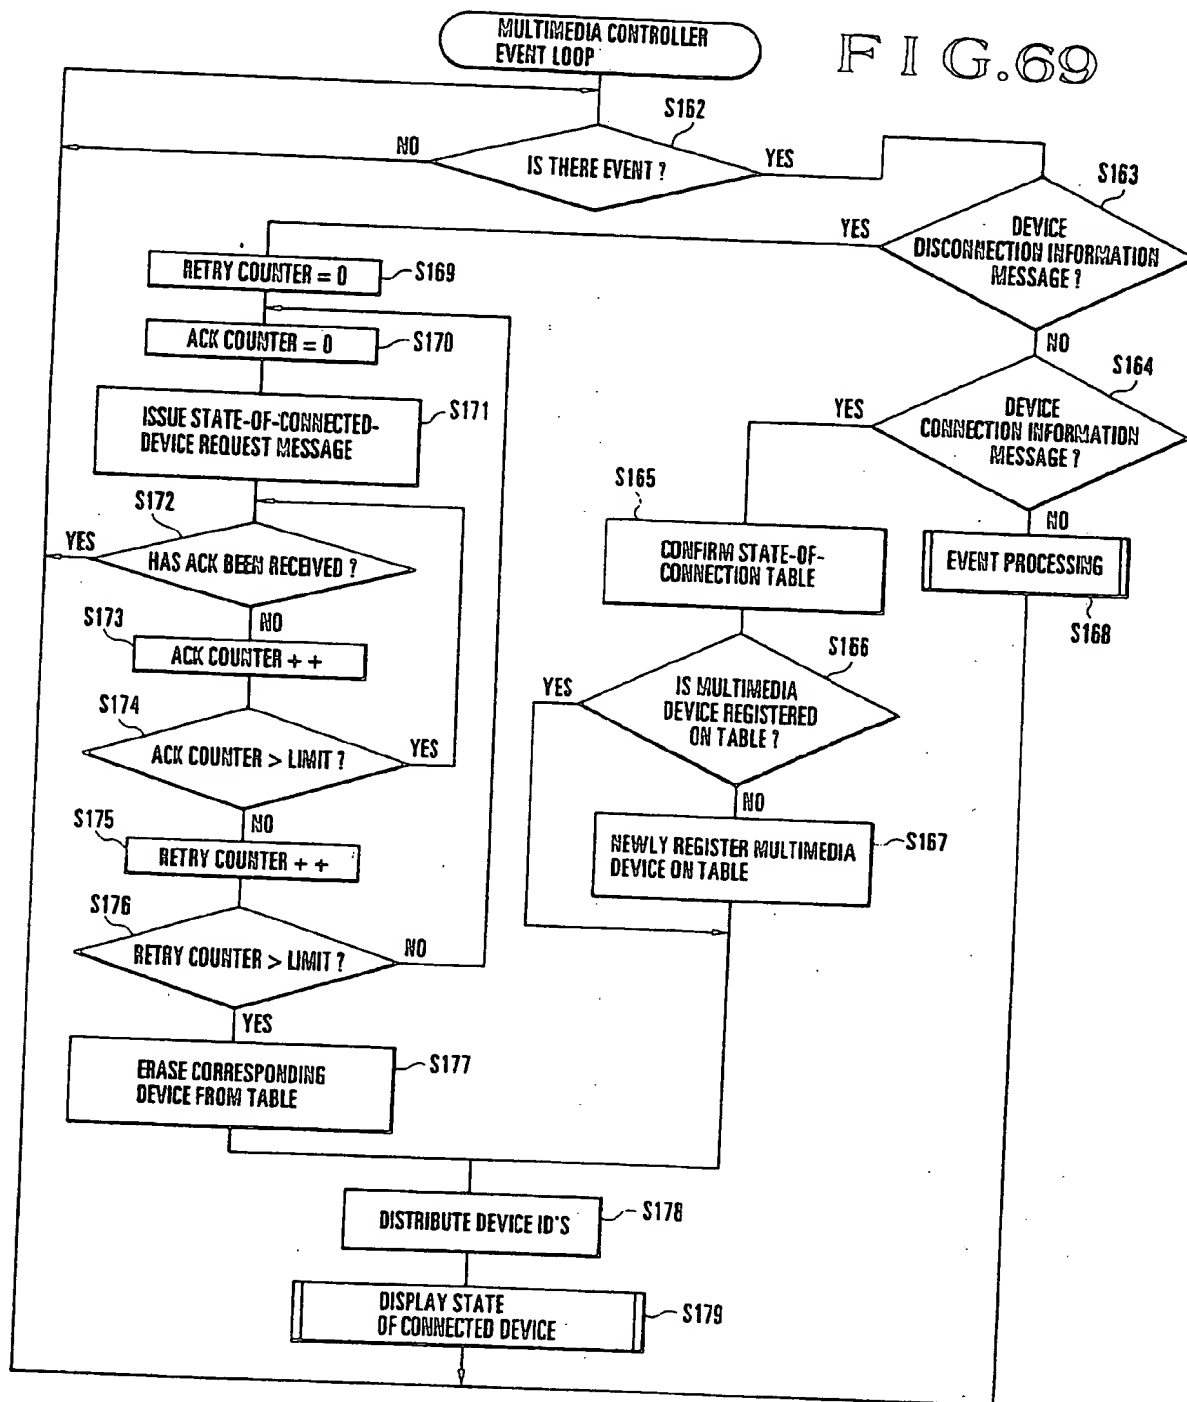 MULTIMEDIA CONTROLLER
EVENT LOOP
FIG.69
S162
NO
IS THERE EVENT ?
YES
S163
YES
DEVICE
DISCONNECTION INFORMATION
MESSAGE ?
RETRY COUNTER = 0
S169
NO
ACK COUNTER = 0
S170
S164
YES
DEVICE
CONNECTION INFORMATION
MESSAGE ?
ISSUE STATE-OF-CONNECTED-
DEVICE REQUEST MESSAGE
S171
S165
NO
S172
YES
HAS ACK BEEN RECEIVED ?
CONFIRM STATE-OF-
CONNECTION TABLE
EVENT PROCESSING
S168
NO
S173
ACK COUNTER + +
S166
YES
IS MULTIMEDIA
DEVICE REGISTERED
ON TABLE ?
S174
ACK COUNTER > LIMIT ?
YES
NO
NO
S175
RETRY COUNTER + +
NEWLY REGISTER MULTIMEDIA
DEVICE ON TABLE
S167
S176
RETRY COUNTER > LIMIT ?
NO
YES
ERASE CORRESPONDING
DEVICE FROM TABLE
S177
DISTRIBUTE DEVICE ID'S
S178
DISPLAY STATE
OF CONNECTED DEVICE
S179